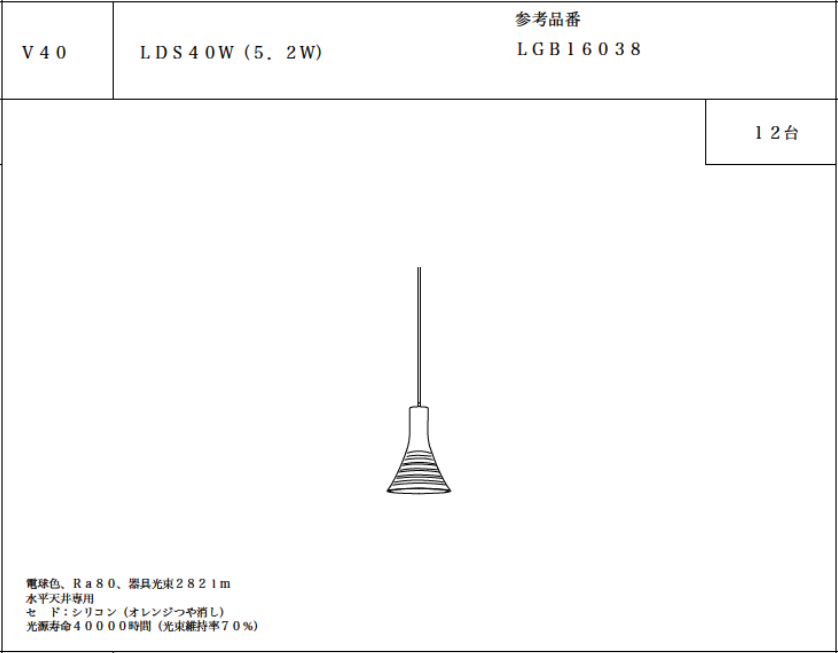 参考品番
V40
LDS40W(5．2W)
LGB16038
12台
電球色、Ra80、器具光束282lm
水平天井専用
セ　ド：シリコン（オレンジつや消し）
光源寿命40000時間（光束維持率70%）